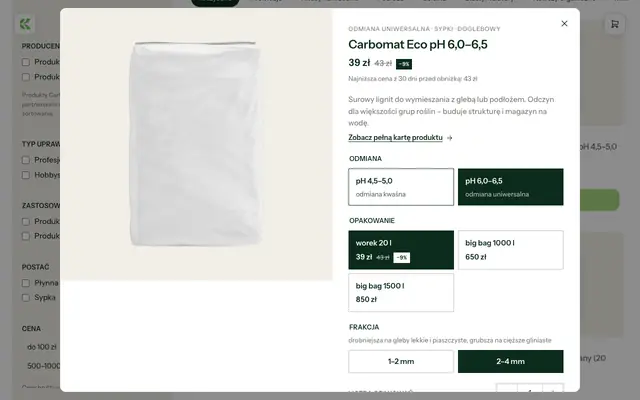 ODMIANA UNIWERSALNA · SYPKI · DOGLEBOWY
Carbomat Eco pH 6,0–6,5
39 zł 43 zł −9%
Najniższa cena z 30 dni przed obniżką: 43 zł
Surowy lignit do wymieszania z glebą lub podłożem. Odczyn
dla większości grup roślin – buduje strukturę i magazyn na
wodę.
Zobacz pełną kartę produktu →
ODMIANA
pH 4,5–5,0
odmiana kwaśna
pH 6,0–6,5
odmiana uniwersalna
OPAKOWANIE
worek 20 l
39 zł 43 zł −9%
big bag 1000 l
650 zł
big bag 1500 l
850 zł
FRAKCJA
drobniejsza na gleby lekkie i piaszczyste, grubsza na cięższe gliniaste
1–2 mm
2–4 mm
PRODUCEN
Produk
Produk
TYP UPRAW
Profesj
Hobbys
ZASTOSOW
Produk
Produk
POSTAĆ
Płynna
Sypka
CENA
do 100 zł
500–1000
pH 4,5–5,0
any (20